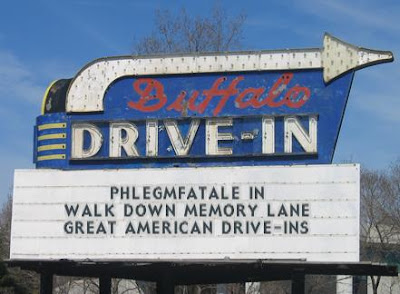 Buffalo
DRIVE-IN
PHLEGMFATALE IN
WALK DOWN MEMORY LANE
GREAT AMERICAN DRIVE-INS